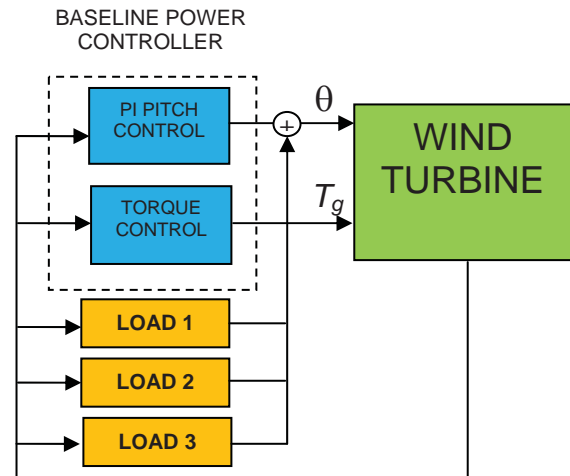 BASELINE POWER
CONTROLLER
PI PITCH
CONTROL
+
θ
WIND
TURBINE
TORQUE
CONTROL
Tg
LOAD 1
LOAD 2
LOAD 3